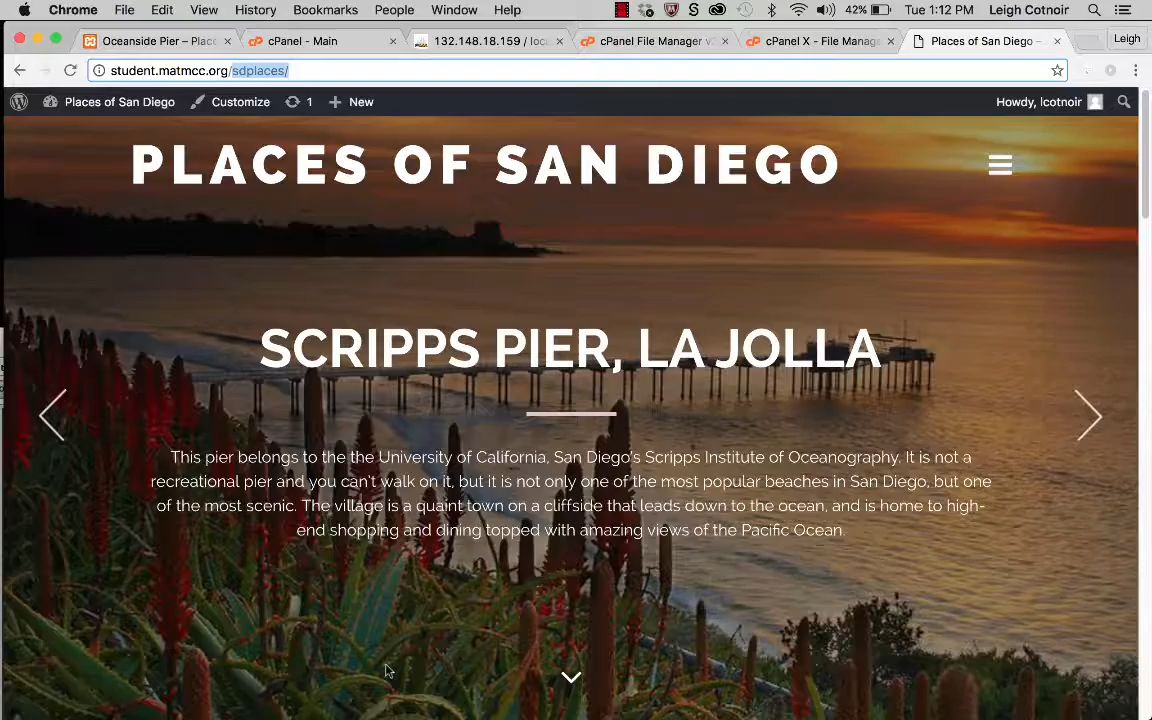 Chrome File Edit View History Bookmarks People Window Help 42% Tue 1:12 PM Leigh Cotnoir
Oceanside Pier – Plac cPanel - Main 132.148.18.159 / loc cPanel File Manager v cPanel X - File Manage Places of San Diego – Leigh
student.matmcc.org/sdplaces/
Places of San Diego Customize 1 New Howdy, lcotnoir
PLACES OF SAN DIEGO
SCRIPPS PIER, LA JOLLA
This pier belongs to the the University of California, San Diego's Scripps Institute of Oceanography. It is not a
recreational pier and you can't walk on it, but it is not only one of the most popular beaches in San Diego, but one
of the most scenic. The village is a quaint town on a cliffside that leads down to the ocean, and is home to high-
end shopping and dining topped with amazing views of the Pacific Ocean.